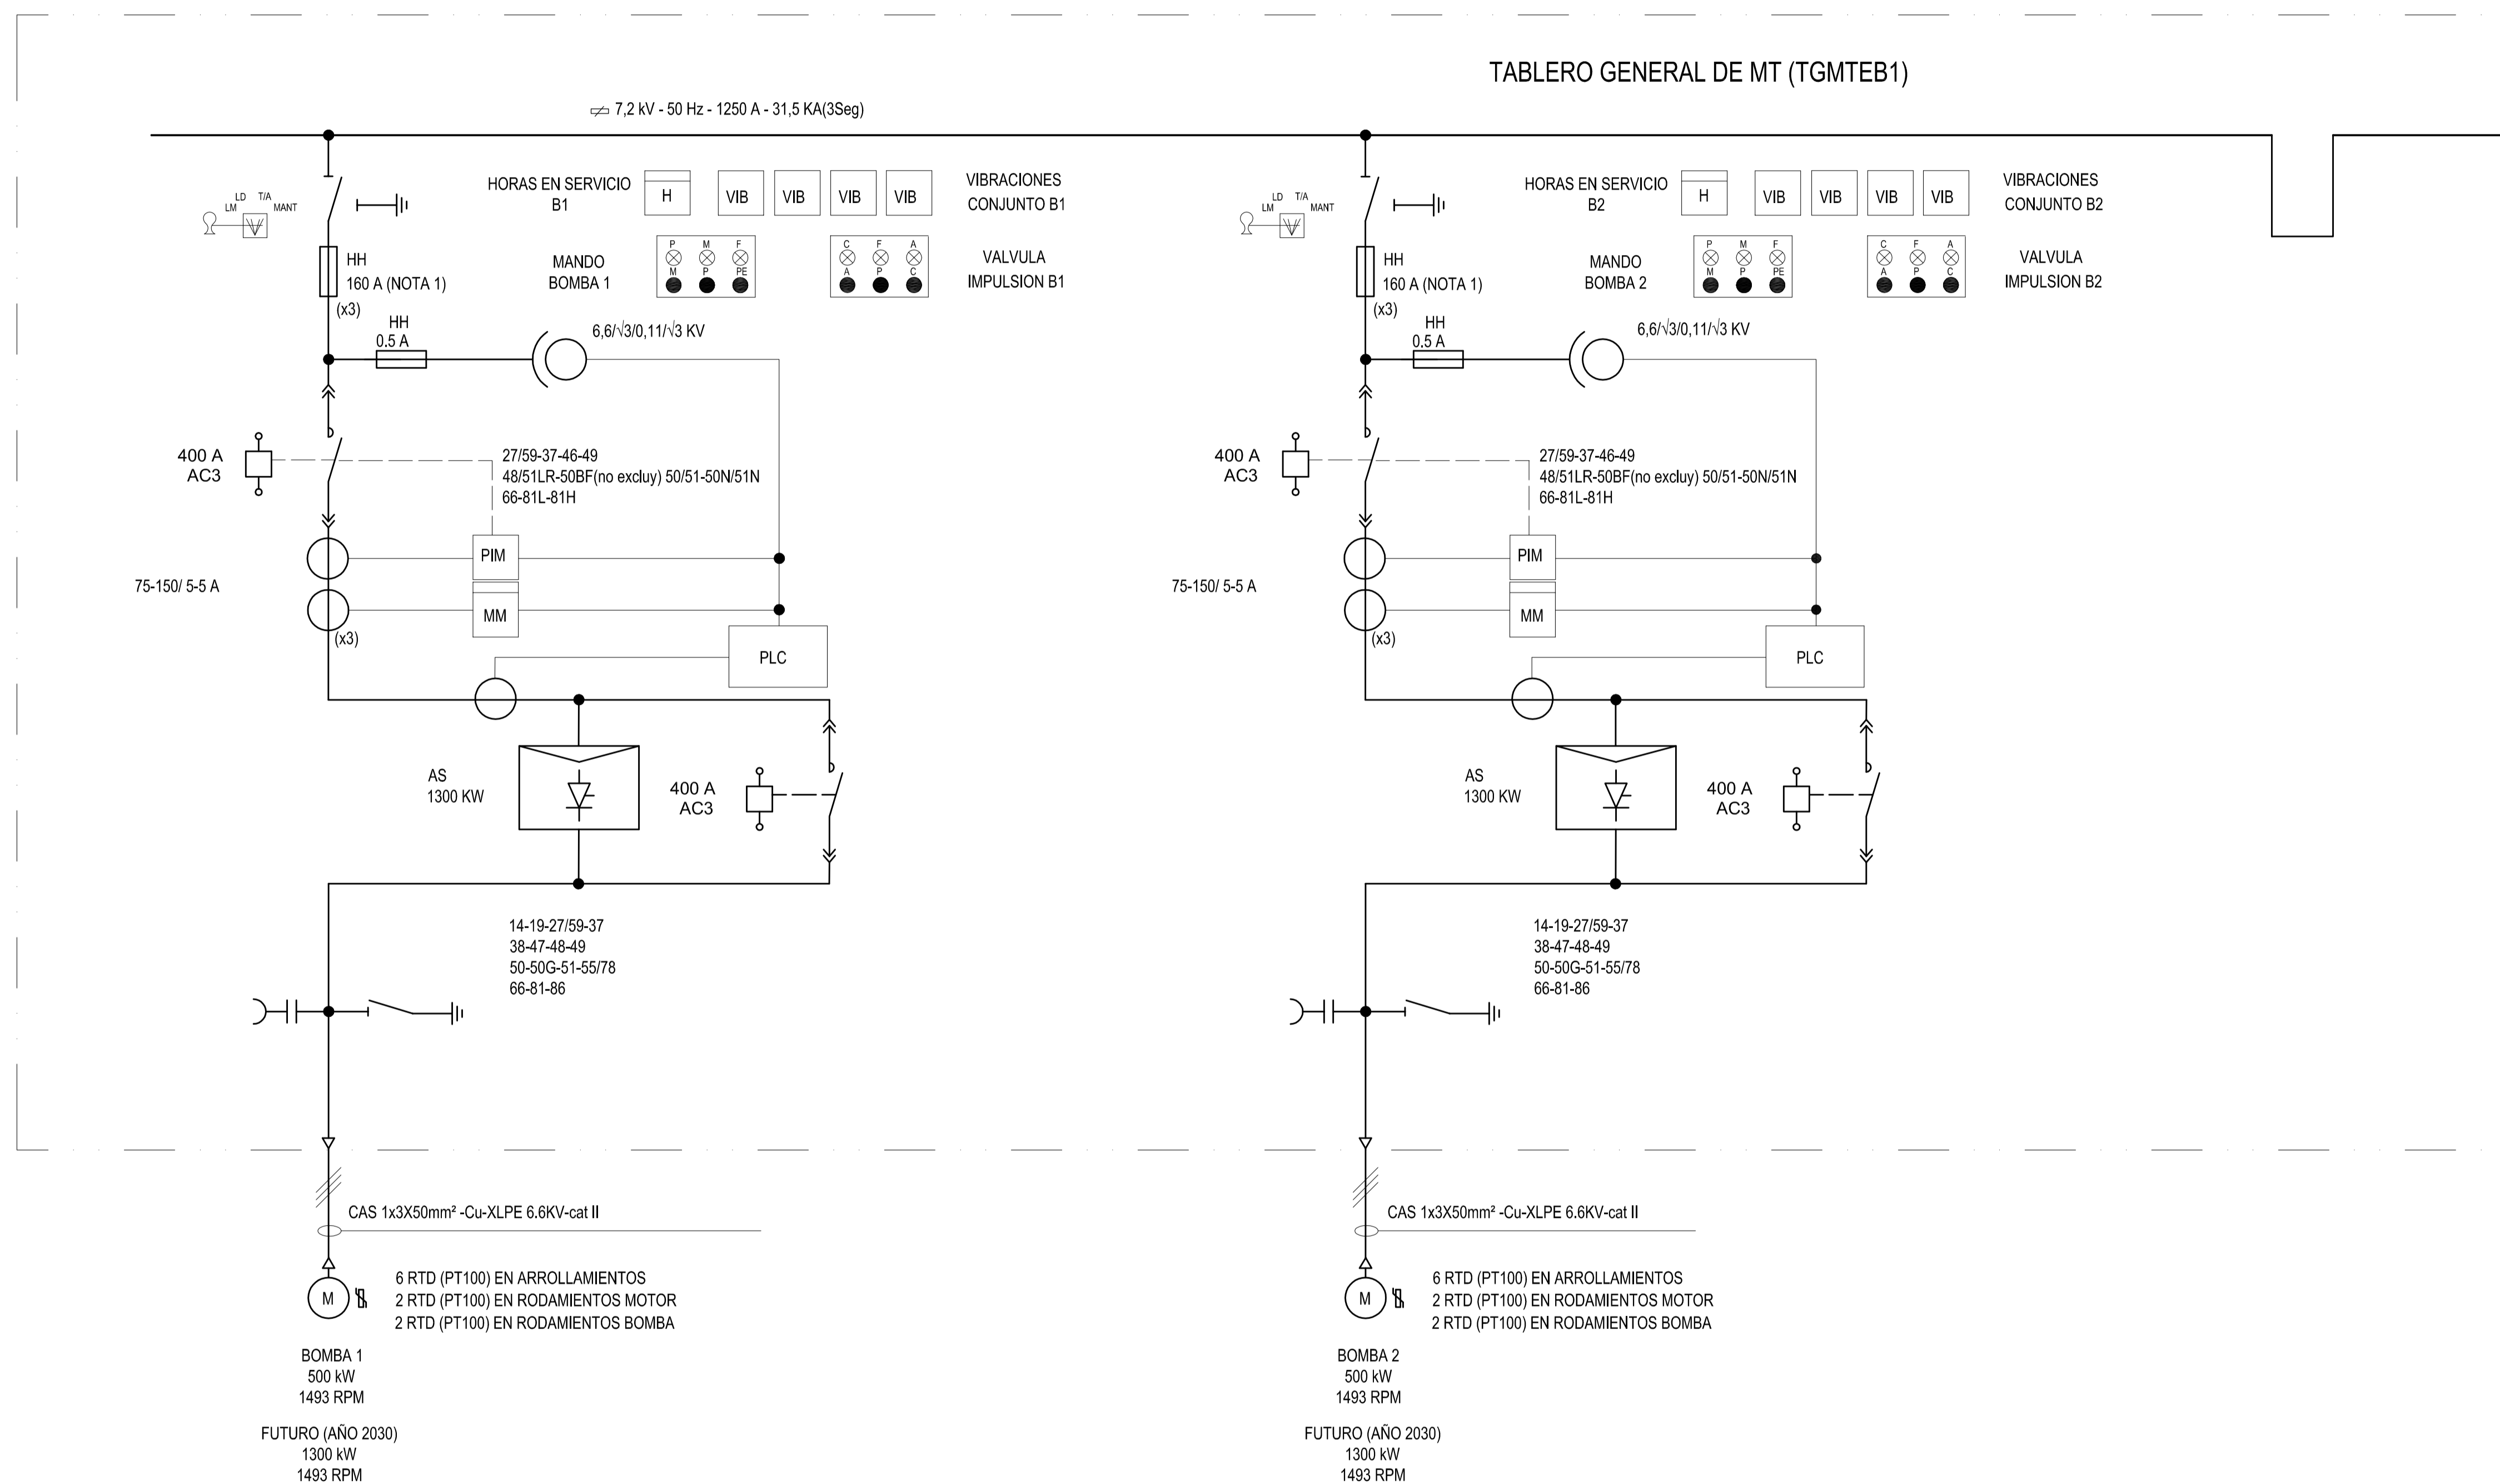 TABLERO GENERAL DE MT (TGMTEB1)
7,2 kV - 50 Hz - 1250 A - 31,5 KA(3Seg)
LM LD T/A MANT
HORAS EN SERVICIO
B1
H
VIB VIB VIB VIB
VIBRACIONES
CONJUNTO B1
HH
160 A (NOTA 1)
(x3)
MANDO
BOMBA 1
P M F
M P PE
C F A
A P C
VALVULA
IMPULSION B1
HH
0.5 A
6,6/√3/0,11/√3 KV
400 A
AC3
27/59-37-46-49
48/51LR-50BF(no excluy) 50/51-50N/51N
66-81L-81H
PIM
75-150/ 5-5 A
MM
(x3)
PLC
AS
1300 KW
400 A
AC3
14-19-27/59-37
38-47-48-49
50-50G-51-55/78
66-81-86
CAS 1x3X50mm² -Cu-XLPE 6.6KV-cat II
M
6 RTD (PT100) EN ARROLLAMIENTOS
2 RTD (PT100) EN RODAMIENTOS MOTOR
2 RTD (PT100) EN RODAMIENTOS BOMBA
BOMBA 1
500 kW
1493 RPM
FUTURO (AÑO 2030)
1300 kW
1493 RPM
LM LD T/A MANT
HORAS EN SERVICIO
B2
H
VIB VIB VIB VIB
VIBRACIONES
CONJUNTO B2
HH
160 A (NOTA 1)
(x3)
MANDO
BOMBA 2
P M F
M P PE
C F A
A P C
VALVULA
IMPULSION B2
HH
0.5 A
6,6/√3/0,11/√3 KV
400 A
AC3
27/59-37-46-49
48/51LR-50BF(no excluy) 50/51-50N/51N
66-81L-81H
PIM
75-150/ 5-5 A
MM
(x3)
PLC
AS
1300 KW
400 A
AC3
14-19-27/59-37
38-47-48-49
50-50G-51-55/78
66-81-86
CAS 1x3X50mm² -Cu-XLPE 6.6KV-cat II
M
6 RTD (PT100) EN ARROLLAMIENTOS
2 RTD (PT100) EN RODAMIENTOS MOTOR
2 RTD (PT100) EN RODAMIENTOS BOMBA
BOMBA 2
500 kW
1493 RPM
FUTURO (AÑO 2030)
1300 kW
1493 RPM